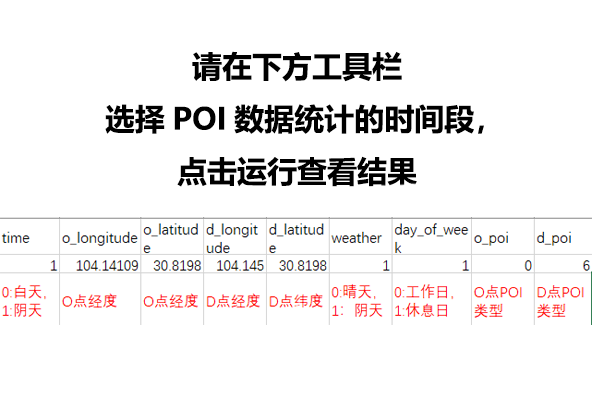 请在下方工具栏
选择 POI 数据统计的时间段，
点击运行查看结果
time o_longitude o_latitude d_longitude d_latitude weather day_of_week o_poi d_poi
1 104.14109 30.8198 104.145 30.8198 1 1 0 6
0:白天, 1:阴天 O点经度 O点经度 D点经度 D点纬度 0:晴天, 1：阴天 0:工作日, 1:休息日 O点POI类型 D点POI类型